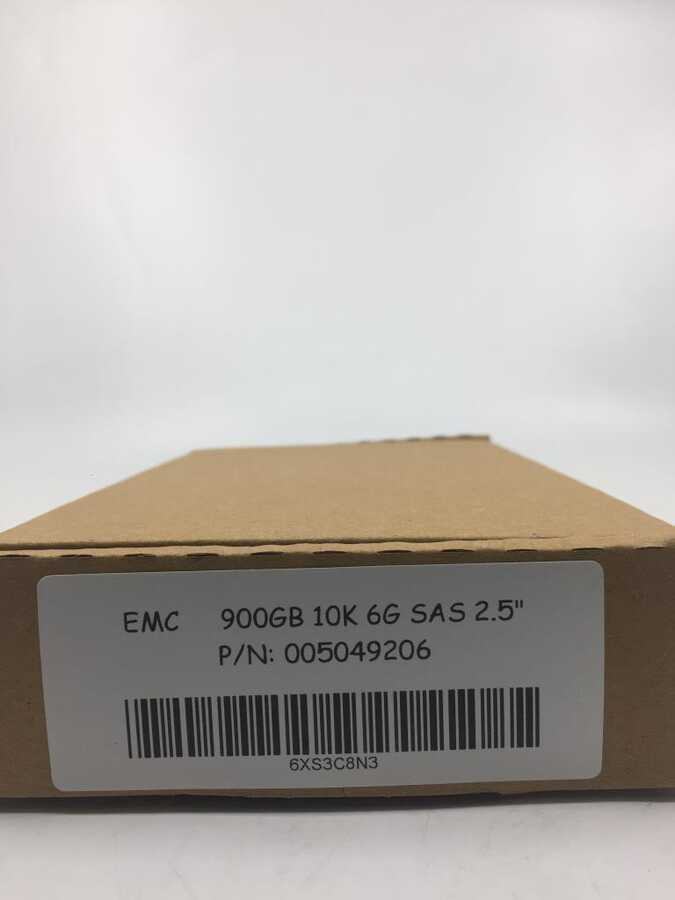 EMC 900GB 10K 6G SAS 2.5"
P/N: 005049206
6XS3C8N3